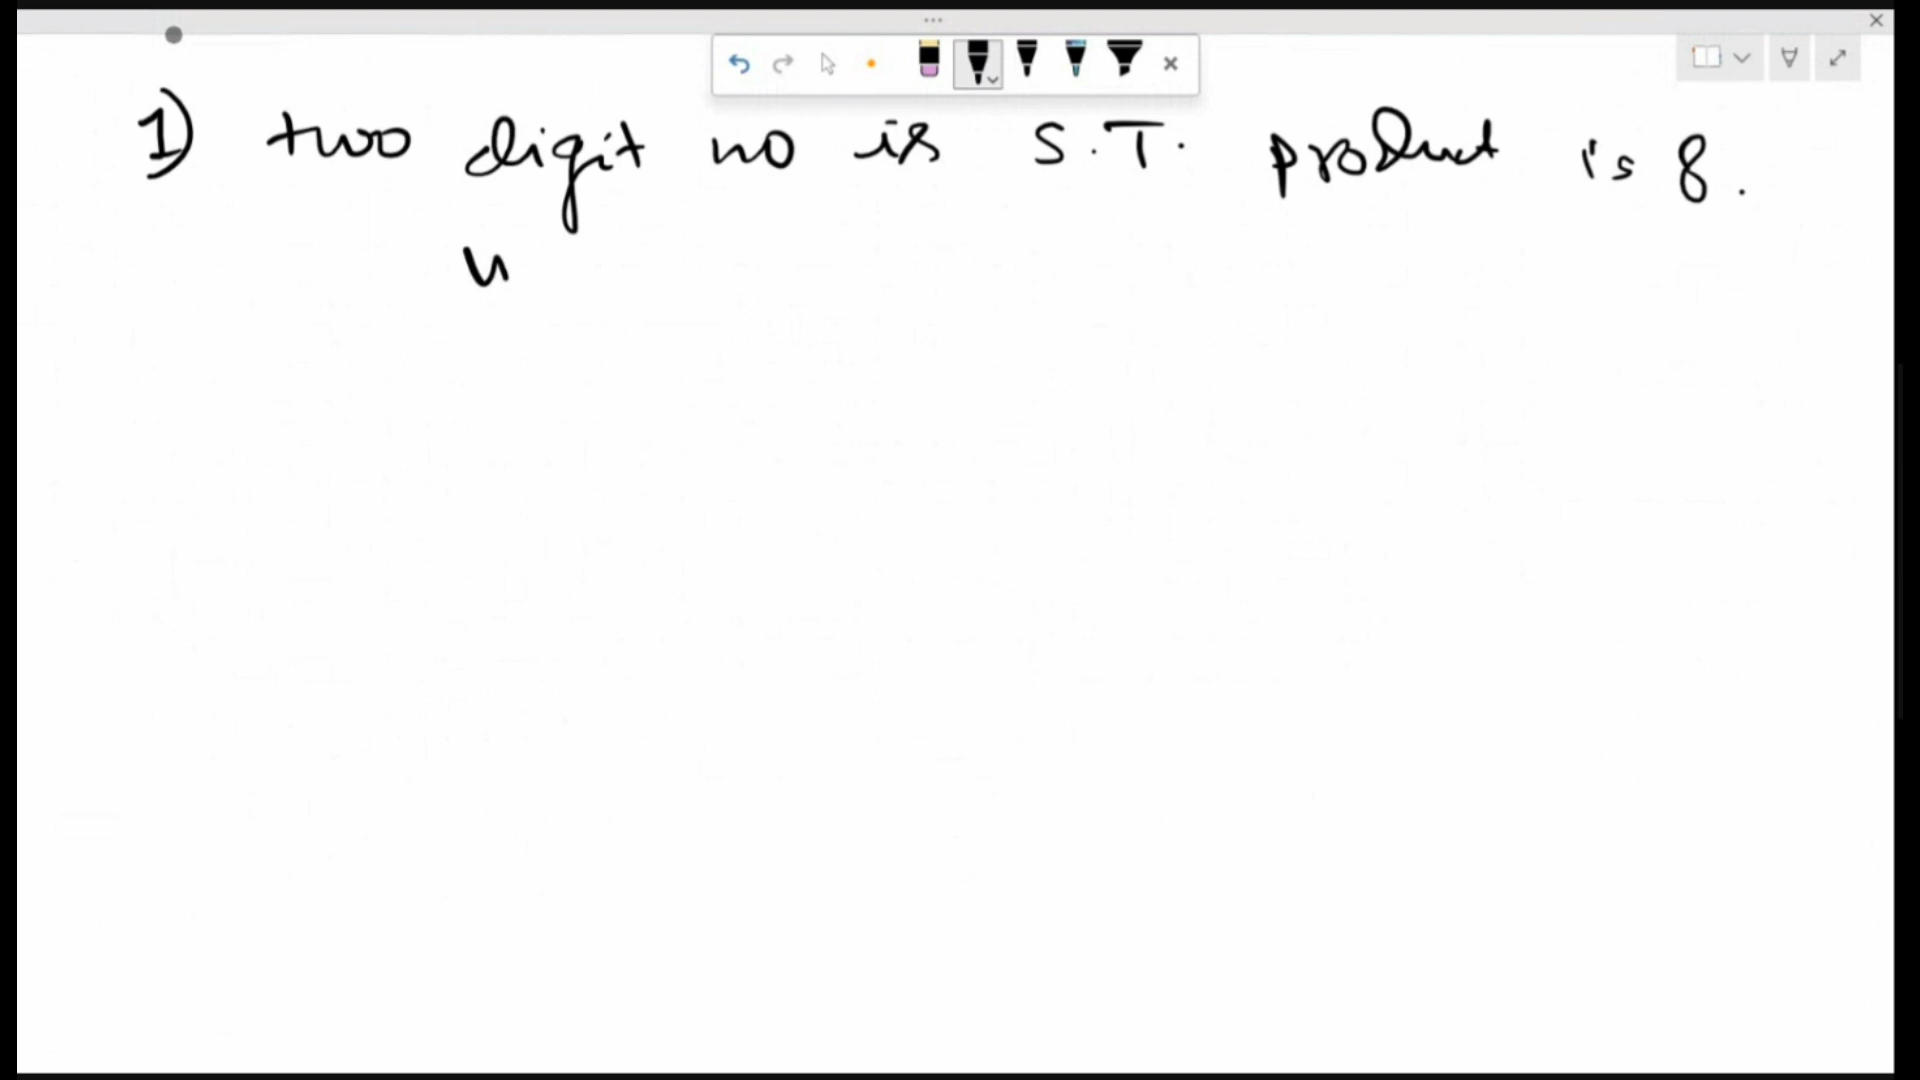 1) two digit no is S.T. product is 8.